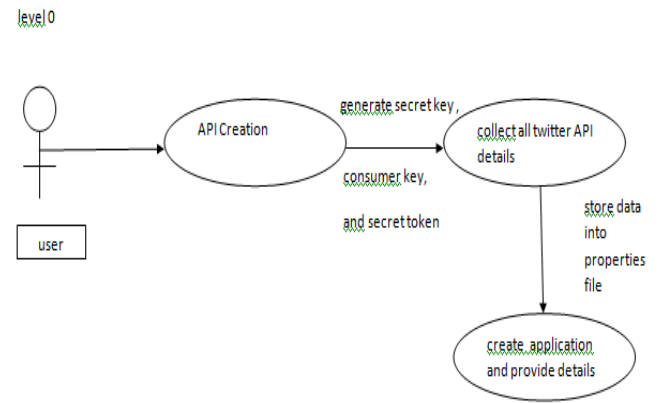 level 0
API Creation
generate secret key ,
consumer key,
and secret token
collect all twitter API
details
user
store data
into
properties
file
create application
and provide details